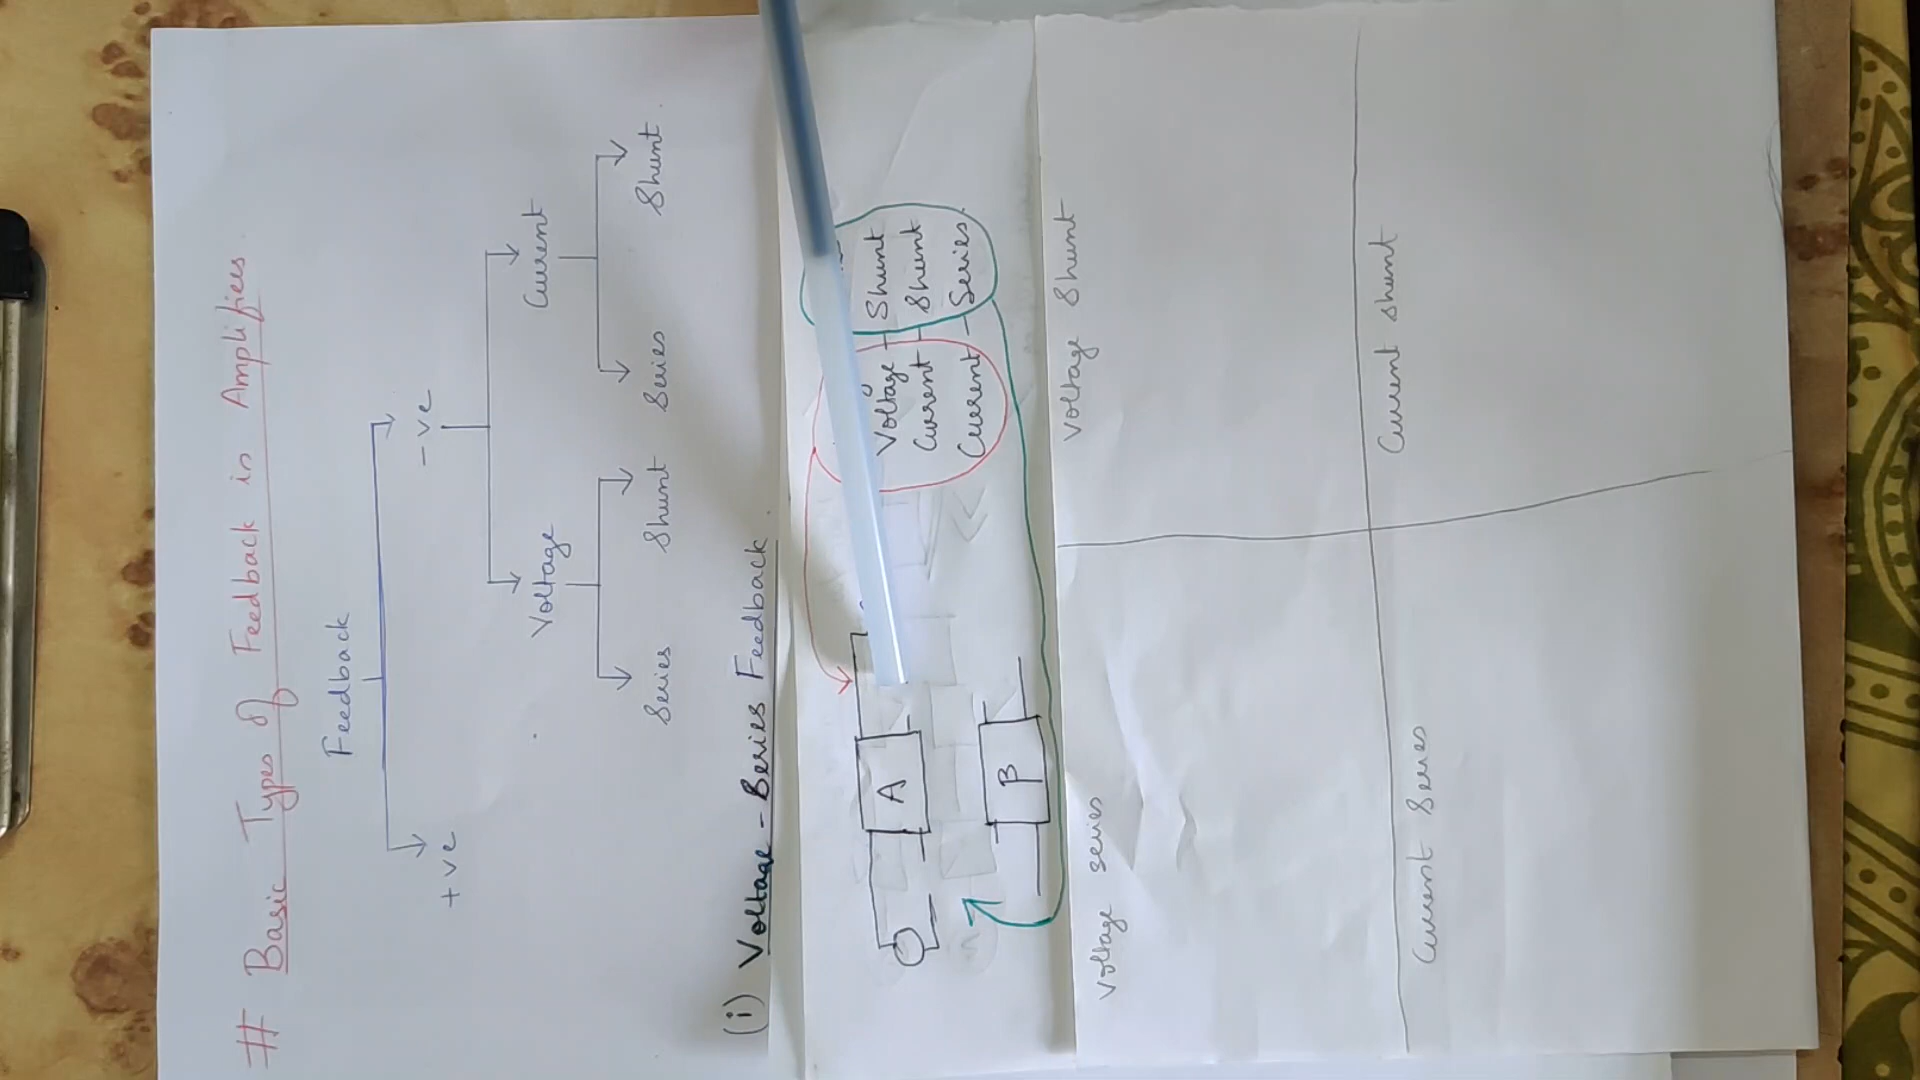 # Basic Types of Feedback in Amplifiers.
Feedback
+ve -ve
Voltage Current
Series Shunt Series Shunt.
(i) Voltage - Series Feedback.
Voltage - Shunt
Current - Shunt
Current - Series.
A
β
Voltage series Voltage Shunt
Current Series Current shunt